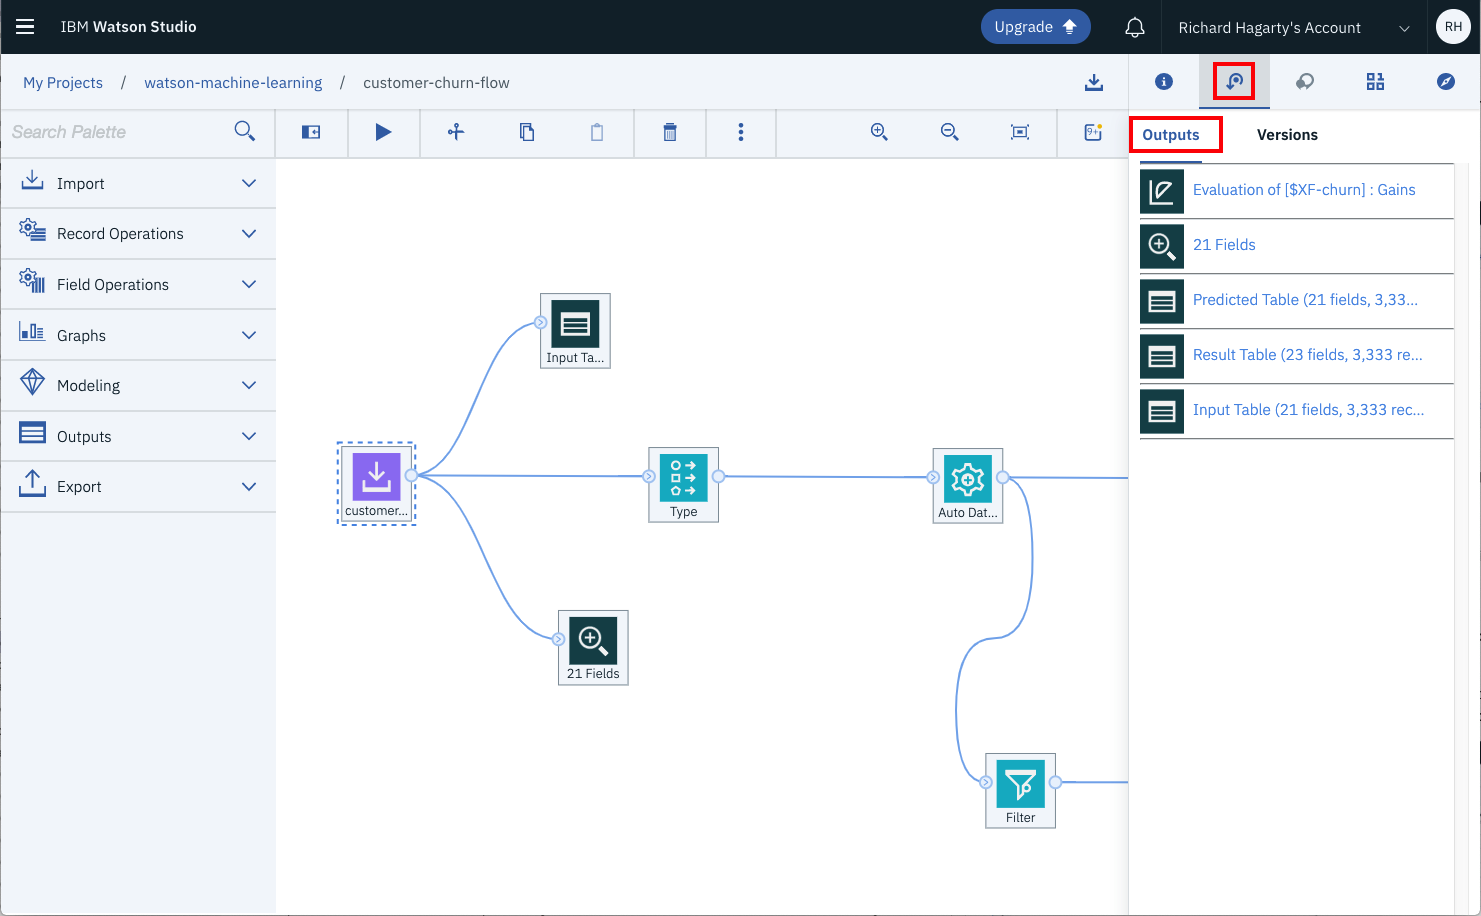 IBM Watson Studio
Upgrade
Richard Hagarty's Account
RH
My Projects / watson-machine-learning / customer-churn-flow
Search Palette
9+
Outputs
Versions
Import
Record Operations
Field Operations
Graphs
Modeling
Outputs
Export
Input Ta...
customer...
Type
Auto Dat...
21 Fields
Filter
Evaluation of [$XF-churn] : Gains
21 Fields
Predicted Table (21 fields, 3,33...
Result Table (23 fields, 3,333 re...
Input Table (21 fields, 3,333 rec...